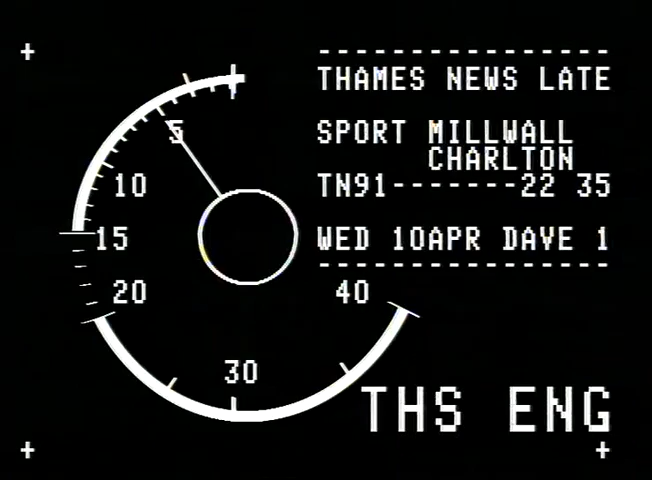 ----------------
THAMES NEWS LATE
SPORT MILLWALL
CHARLTON
TN91-------22 35
WED 10APR DAVE 1
----------------
5
10
15
20
30
40
THS ENG